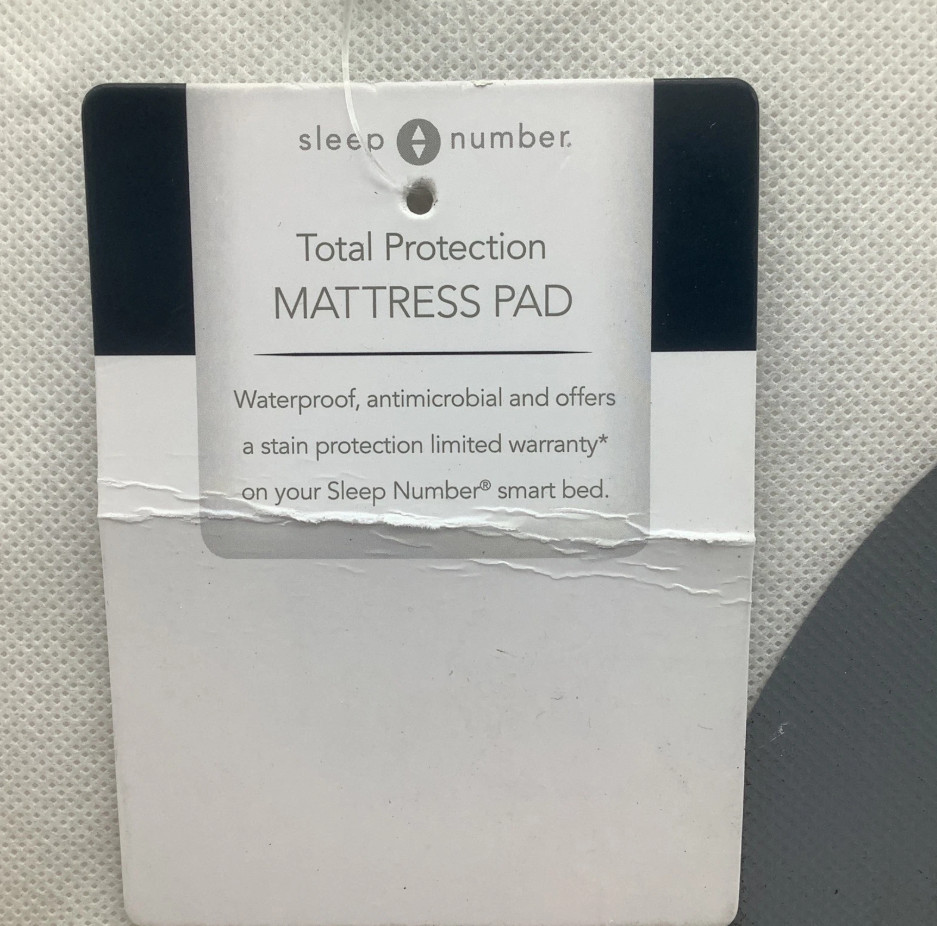 sleep number.
Total Protection
MATTRESS PAD
Waterproof, antimicrobial and offers
a stain protection limited warranty*
on your Sleep Number® smart bed.